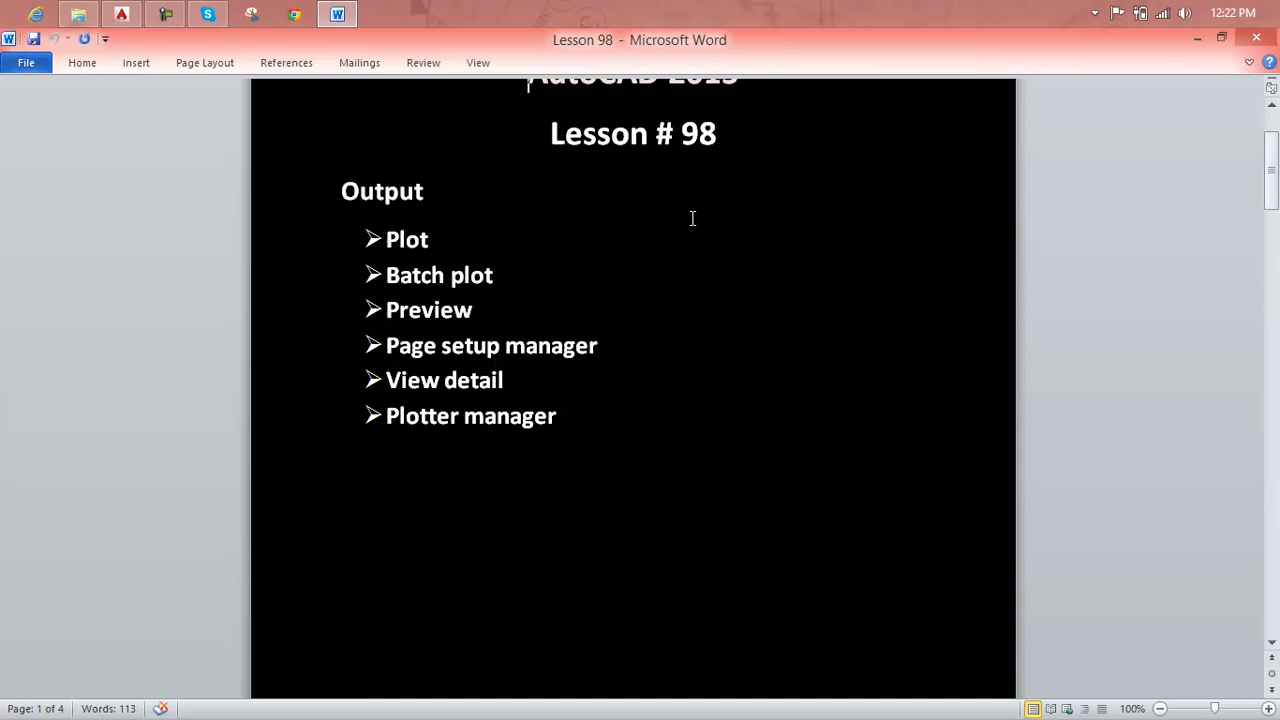 12:22 PM
Lesson 98 - Microsoft Word
File Home Insert Page Layout References Mailings Review View
Lesson # 98
Output
Plot
Batch plot
Preview
Page setup manager
View detail
Plotter manager
Page: 1 of 4 Words: 113 100%